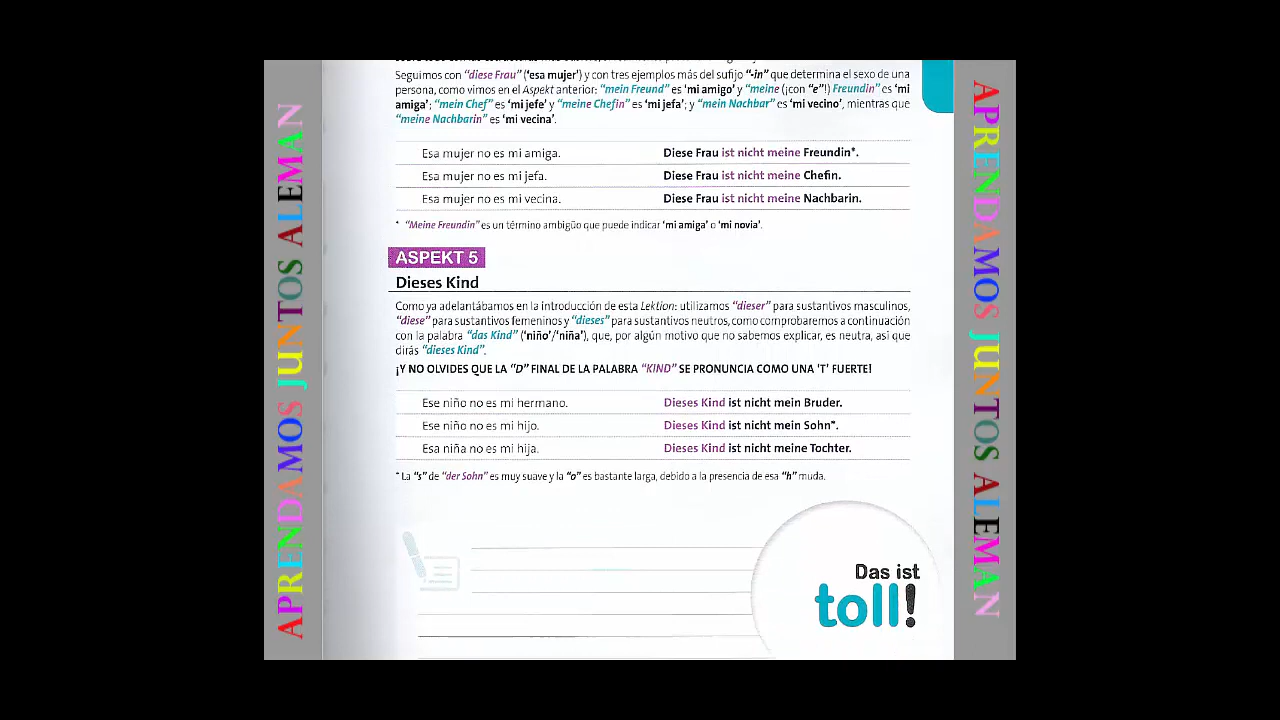 Seguimos con "diese Frau" ('esa mujer') y con tres ejemplos más del sufijo "-in" que determina el sexo de una
persona, como vimos en el Aspekt anterior: "mein Freund" es 'mi amigo' y "meine (¡con "e"!) Freundin" es 'mi
amiga'; "mein Chef" es 'mi jefe' y "meine Chefin" es 'mi jefa'; y "mein Nachbar" es 'mi vecino', mientras que
"meine Nachbarin" es 'mi vecina'.
Esa mujer no es mi amiga. Diese Frau ist nicht meine Freundin*.
Esa mujer no es mi jefa. Diese Frau ist nicht meine Chefin.
Esa mujer no es mi vecina. Diese Frau ist nicht meine Nachbarin.
* "Meine Freundin" es un término ambigüo que puede indicar 'mi amiga' o 'mi novia'.
ASPEKT 5
Dieses Kind
Como ya adelantábamos en la introducción de esta Lektion: utilizamos "dieser" para sustantivos masculinos,
"diese" para sustantivos femeninos y "dieses" para sustantivos neutros, como comprobaremos a continuación
con la palabra "das Kind" ('niño'/'niña'), que, por algún motivo que no sabemos explicar, es neutra, así que
dirás "dieses Kind".
¡Y NO OLVIDES QUE LA "D" FINAL DE LA PALABRA "KIND" SE PRONUNCIA COMO UNA 'T' FUERTE!
Ese niño no es mi hermano. Dieses Kind ist nicht mein Bruder.
Ese niño no es mi hijo. Dieses Kind ist nicht mein Sohn*.
Esa niña no es mi hija. Dieses Kind ist nicht meine Tochter.
* La "s" de "der Sohn" es muy suave y la "o" es bastante larga, debido a la presencia de esa "h" muda.
Das ist
toll!
APRENDAMOS JUNTOS ALEMAN
APRENDAMOS JUNTOS ALEMAN